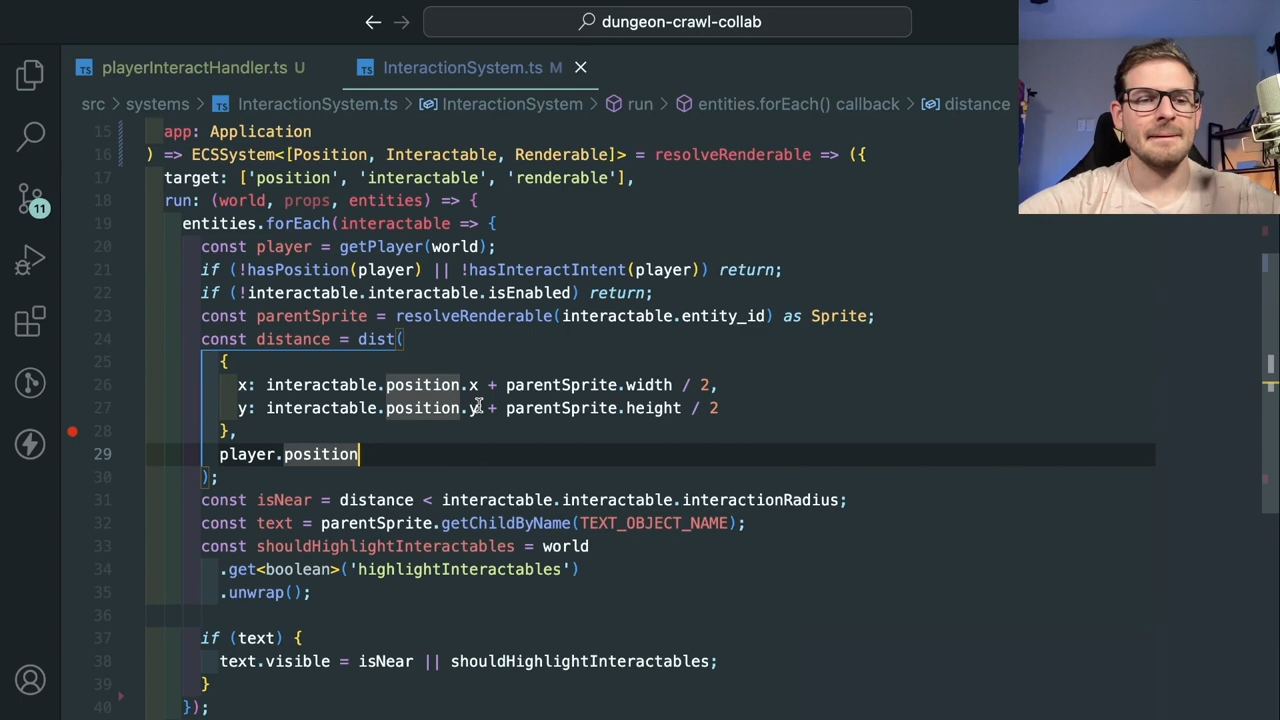 ← → dungeon-crawl-collab
TS playerInteractHandler.ts U TS InteractionSystem.ts M ×
src > systems > TS InteractionSystem.ts > InteractionSystem > run > entities.forEach() callback > distance
15 app: Application
16 ) => ECSSystem<[Position, Interactable, Renderable]> = resolveRenderable => ({
17 target: ['position', 'interactable', 'renderable'],
18 run: (world, props, entities) => {
19 entities.forEach(interactable => {
20 const player = getPlayer(world);
21 if (!hasPosition(player) || !hasInteractIntent(player)) return;
22 if (!interactable.interactable.isEnabled) return;
23 const parentSprite = resolveRenderable(interactable.entity_id) as Sprite;
24 const distance = dist(
25 {
26 x: interactable.position.x + parentSprite.width / 2,
27 y: interactable.position.y + parentSprite.height / 2
28 },
29 player.position
30 );
31 const isNear = distance < interactable.interactable.interactionRadius;
32 const text = parentSprite.getChildByName(TEXT_OBJECT_NAME);
33 const shouldHighlightInteractables = world
34 .get<boolean>('highlightInteractables')
35 .unwrap();
36
37 if (text) {
38 text.visible = isNear || shouldHighlightInteractables;
39 }
40 });
11